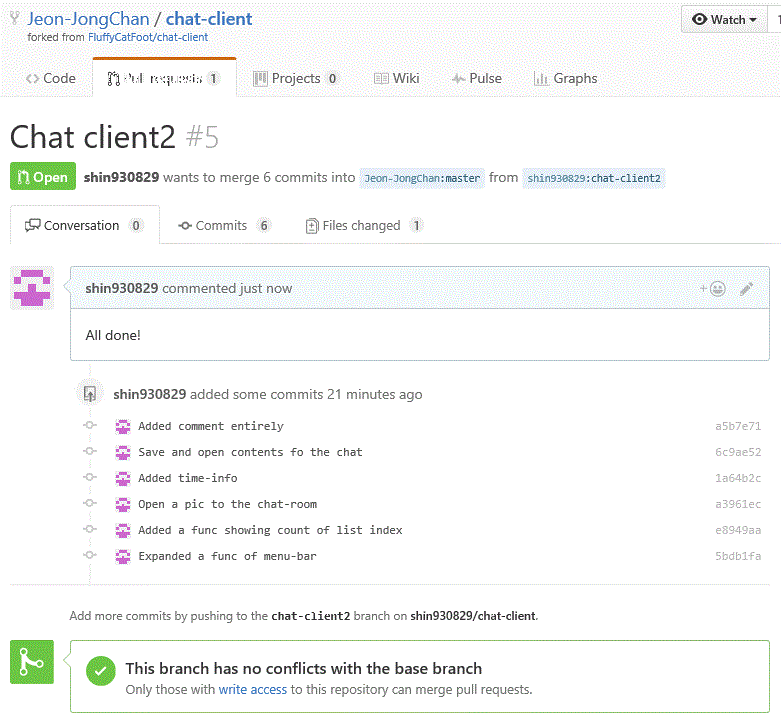 Jeon-JongChan / chat-client
Watch
forked from FluffyCatFoot/chat-client
Code
Pull requests 1
Projects 0
Wiki
Pulse
Graphs
Chat client2 #5
Open shin930829 wants to merge 6 commits into Jeon-JongChan:master from shin930829:chat-client2
Conversation 0
Commits 6
Files changed 1
shin930829 commented just now
All done!
shin930829 added some commits 21 minutes ago
Added comment entirely a5b7e71
Save and open contents fo the chat 6c9ae52
Added time-info 1a64b2c
Open a pic to the chat-room a3961ec
Added a func showing count of list index e8949aa
Expanded a func of menu-bar 5bdb1fa
Add more commits by pushing to the chat-client2 branch on shin930829/chat-client.
This branch has no conflicts with the base branch
Only those with write access to this repository can merge pull requests.